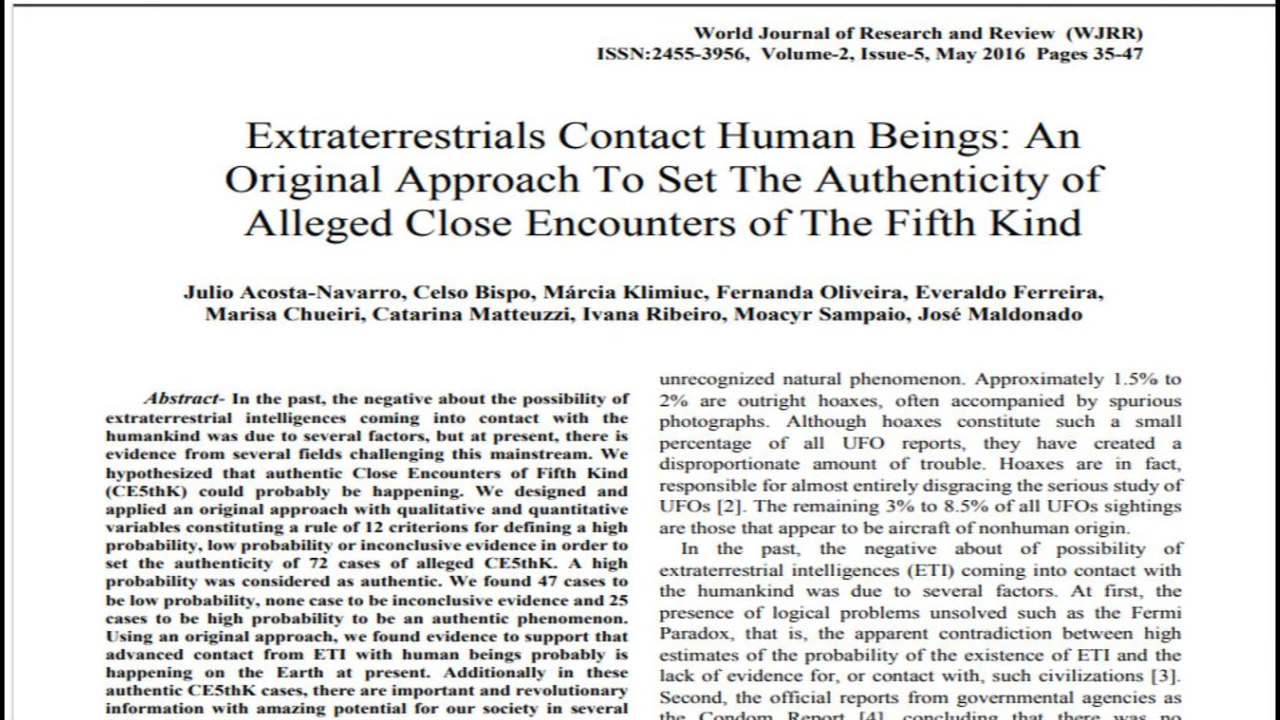 World Journal of Research and Review (WJRR)
ISSN:2455-3956, Volume-2, Issue-5, May 2016 Pages 35-47
Extraterrestrials Contact Human Beings: An
Original Approach To Set The Authenticity of
Alleged Close Encounters of The Fifth Kind
Julio Acosta-Navarro, Celso Bispo, Márcia Klimiuc, Fernanda Oliveira, Everaldo Ferreira,
Marisa Chueiri, Catarina Matteuzzi, Ivana Ribeiro, Moacyr Sampaio, José Maldonado
Abstract- In the past, the negative about the possibility of
extraterrestrial intelligences coming into contact with the
humankind was due to several factors, but at present, there is
evidence from several fields challenging this mainstream. We
hypothesized that authentic Close Encounters of Fifth Kind
(CE5thK) could probably be happening. We designed and
applied an original approach with qualitative and quantitative
variables constituting a rule of 12 criterions for defining a high
probability, low probability or inconclusive evidence in order to
set the authenticity of 72 cases of alleged CE5thK. A high
probability was considered as authentic. We found 47 cases to
be low probability, none case to be inconclusive evidence and 25
cases to be high probability to be an authentic phenomenon.
Using an original approach, we found evidence to support that
advanced contact from ETI with human beings probably is
happening on the Earth at present. Additionally in these
authentic CE5thK cases, there are important and revolutionary
information with amazing potential for our society in several
unrecognized natural phenomenon. Approximately 1.5% to
2% are outright hoaxes, often accompanied by spurious
photographs. Although hoaxes constitute such a small
percentage of all UFO reports, they have created a
disproportionate amount of trouble. Hoaxes are in fact,
responsible for almost entirely disgracing the serious study of
UFOs [2]. The remaining 3% to 8.5% of all UFOs sightings
are those that appear to be aircraft of nonhuman origin.
In the past, the negative about of possibility of
extraterrestrial intelligences (ETI) coming into contact with
the humankind was due to several factors. At first, the
presence of logical problems unsolved such as the Fermi
Paradox, that is, the apparent contradiction between high
estimates of the probability of the existence of ETI and the
lack of evidence for, or contact with, such civilizations [3].
Second, the official reports from governmental agencies as
the Condom Report [4], concluding that there was no